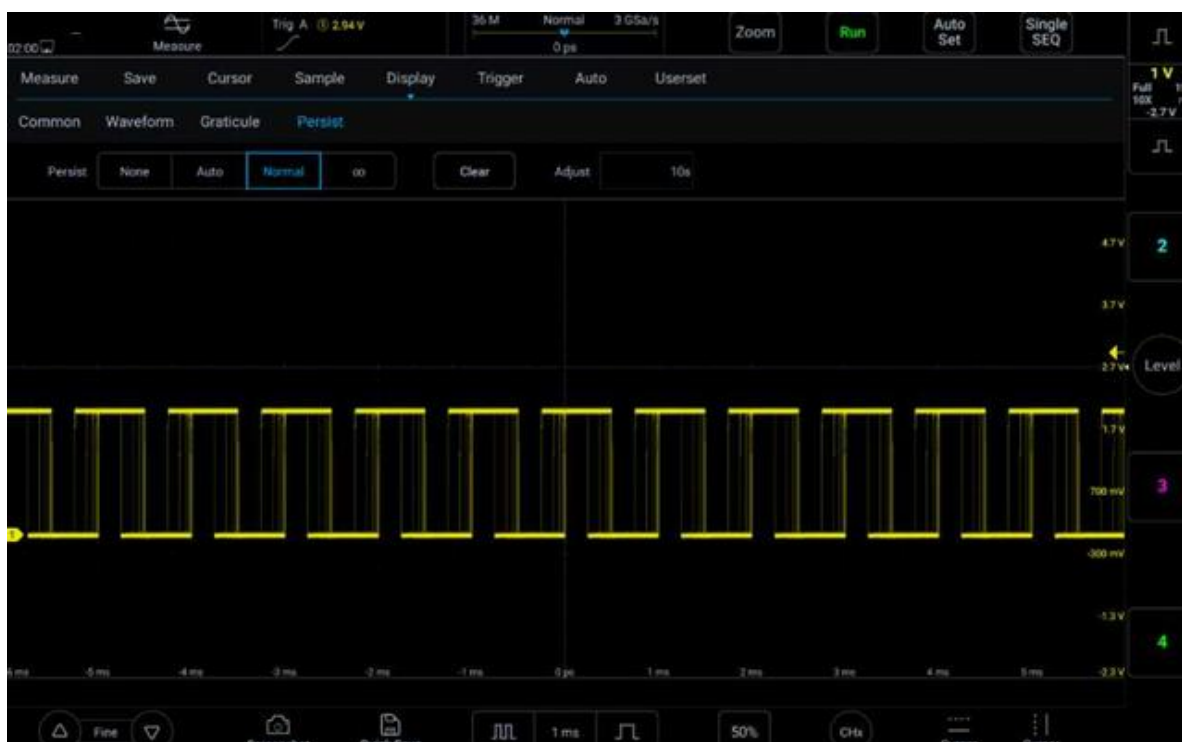 Trig A ① 2.94 V
36 M Normal 3 GSa/s
Zoom
Run
Auto
Set
Single
SEQ
02:00
Measure
0 ps
Measure Save Cursor Sample Display Trigger Auto Userset
1 V
Full
10X
-2.7 V
Common Waveform Graticule Persist
Persist None Auto Normal ∞ Clear Adjust 10s
4.7 V
2
3.7 V
2.7 V
Level
1.7 V
700 mV
3
1
-300 mV
-1.3 V
4
-5 ms -4 ms -3 ms -2 ms -1 ms 0 ps 1 ms 2 ms 3 ms 4 ms 5 ms -2.3 V
Fine 1 ms 50% CHx